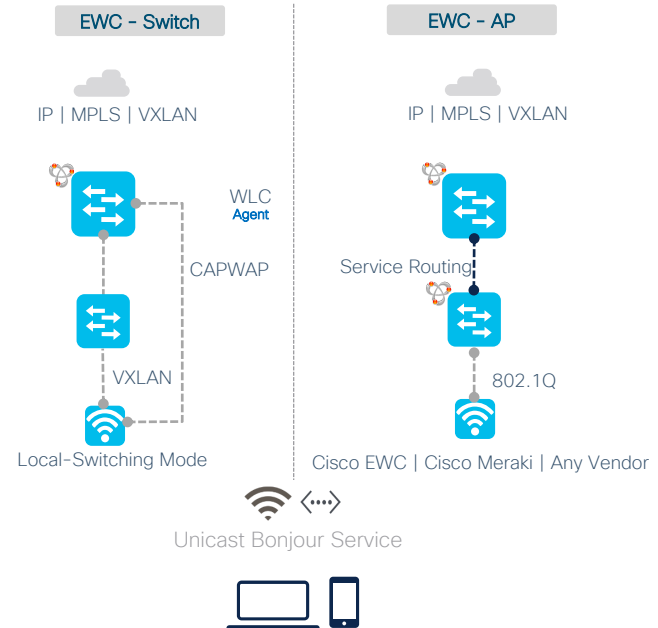 EWC - Switch
EWC - AP
IP | MPLS | VXLAN
IP | MPLS | VXLAN
WLC
Agent
CAPWAP
Service Routing
VXLAN
802.1Q
Local-Switching Mode
Cisco EWC | Cisco Meraki | Any Vendor
Unicast Bonjour Service